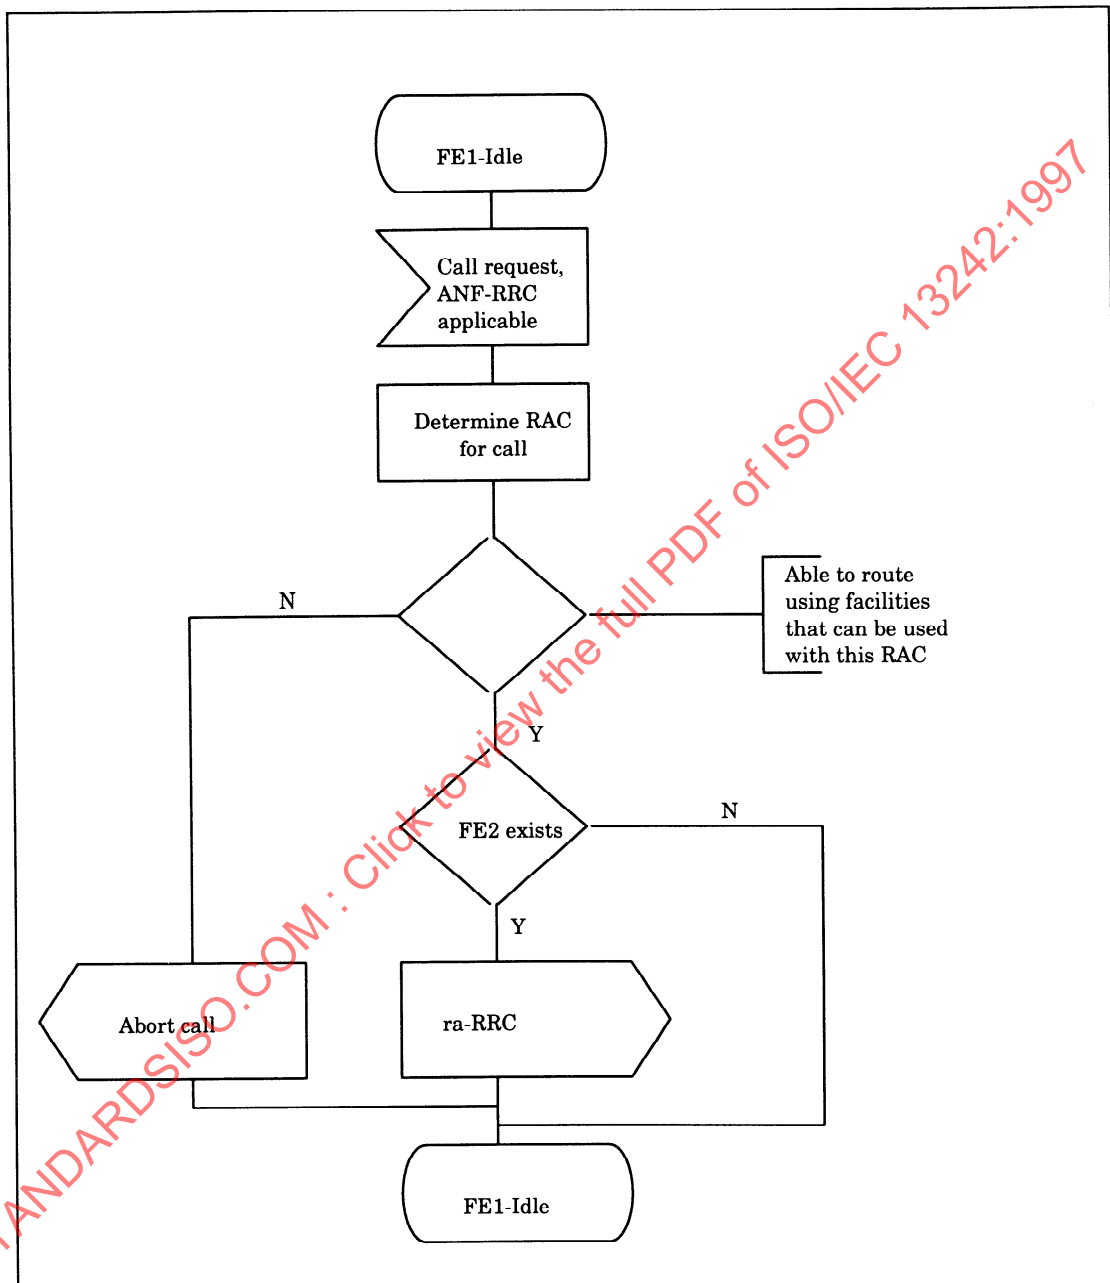 FE1-Idle
Call request,
ANF-RRC
applicable
Determine RAC
for call
N
Able to route
using facilities
that can be used
with this RAC
Y
FE2 exists
N
Y
Abort call
ra-RRC
FE1-Idle
TANDARDSISO.COM : Click to view the full PDF of ISO/IEC 13242:1997